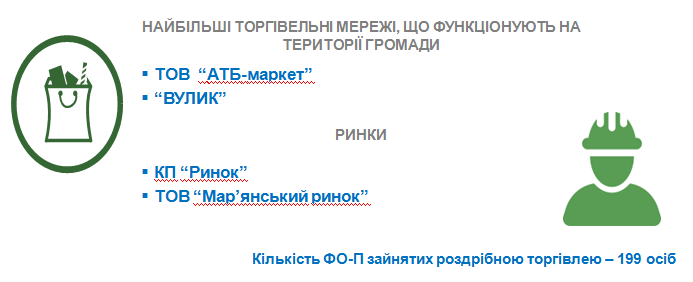 НАЙБІЛЬШІ ТОРГІВЕЛЬНІ МЕРЕЖІ, ЩО ФУНКЦІОНУЮТЬ НА
ТЕРИТОРІЇ ГРОМАДИ
▪ ТОВ “АТБ-маркет”
▪ “ВУЛИК”
РИНКИ
▪ КП “Ринок”
▪ ТОВ “Мар’янський ринок”
Кількість ФО-П зайнятих роздрібною торгівлею – 199 осіб